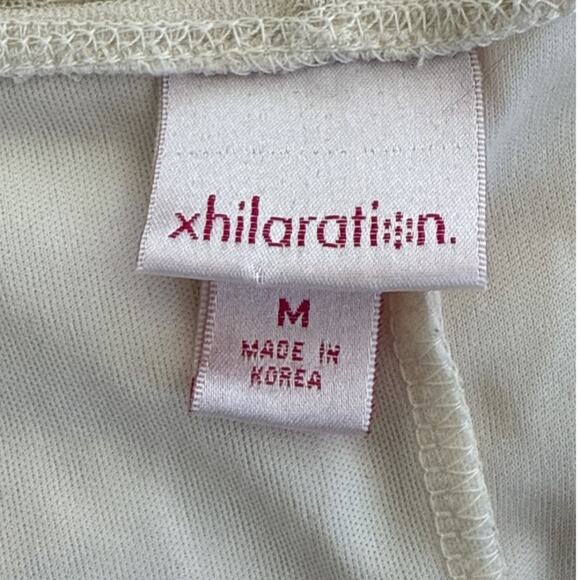 xhilaration.
M
MADE IN
KOREA